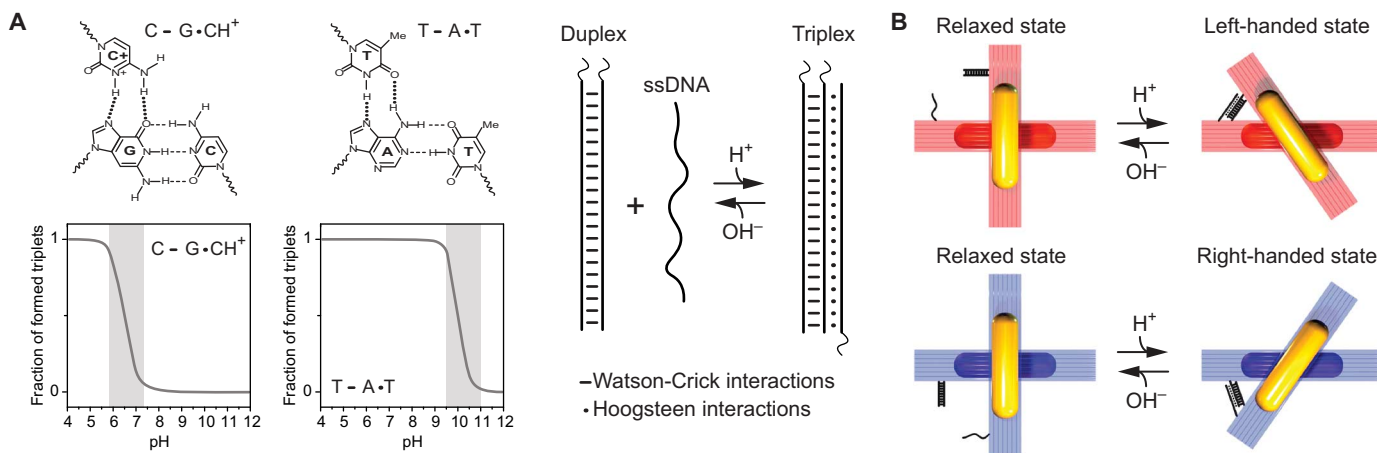 A
C – G•CH⁺
T – A•T
Duplex
ssDNA
Triplex
B
Relaxed state
Left-handed state
N
C+
O
N⁺
N
H
H
H
N
Me
T
O
N
O
H
H
N
N
G
O
N
H
N
H
H
H
N
H
N
C
N
O
N
N
A
N
N
N
H
H
O
Me
N
T
N
O
+
H⁺
OH⁻
H⁺
OH⁻
Fraction of formed triplets
1
0
C – G•CH⁺
4 5 6 7 8 9 10 11 12
pH
Fraction of formed triplets
1
0
T – A•T
4 5 6 7 8 9 10 11 12
pH
Watson-Crick interactions
• Hoogsteen interactions
Relaxed state
Right-handed state
H⁺
OH⁻